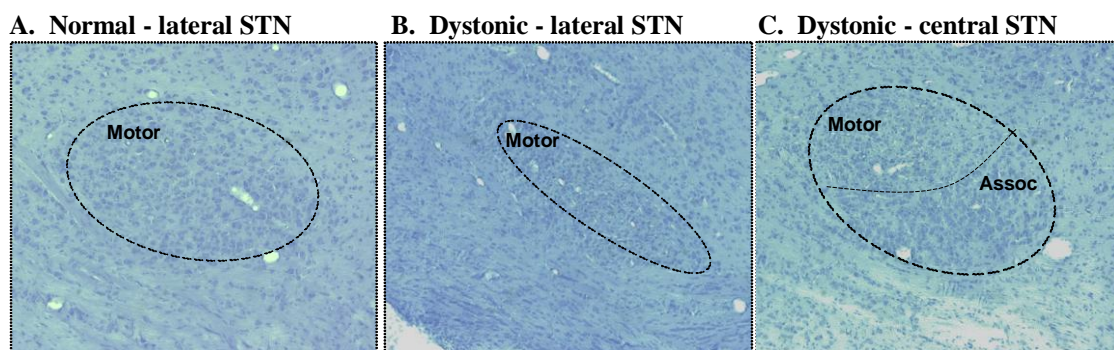 A. Normal - lateral STN
B. Dystonic - lateral STN
C. Dystonic - central STN
Motor
Motor
Motor
Assoc